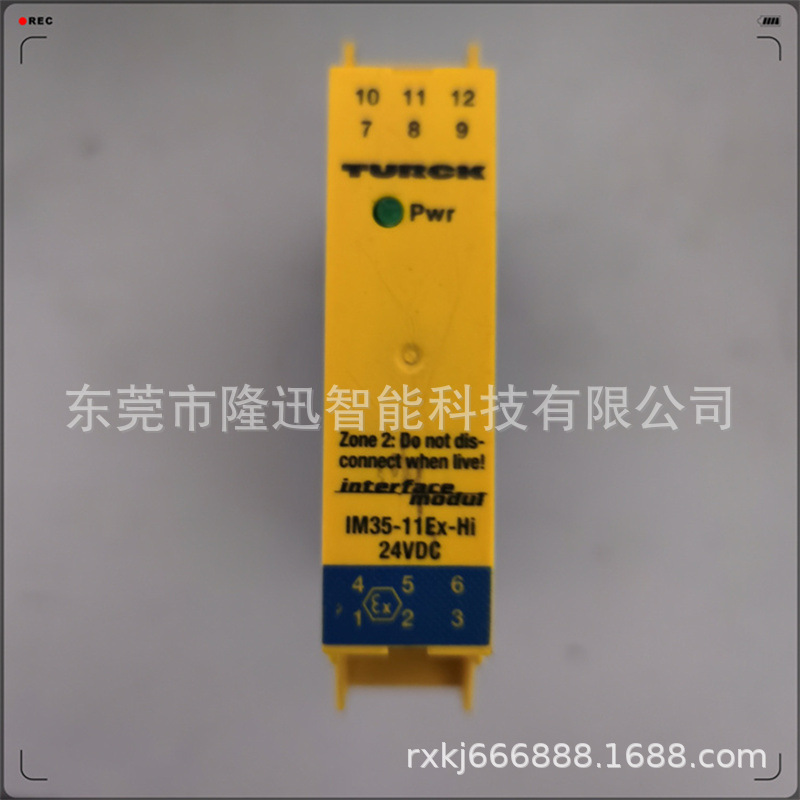 REC
10 11 12
7 8 9
TURCK
Pwr
东莞市隆迅智能科技有限公司
Zone 2: Do not dis-
connect when live!
interface
modul
IM35-11Ex-Hi
24VDC
4 5 6
Ex
1 2 3
rxkj666888.1688.com